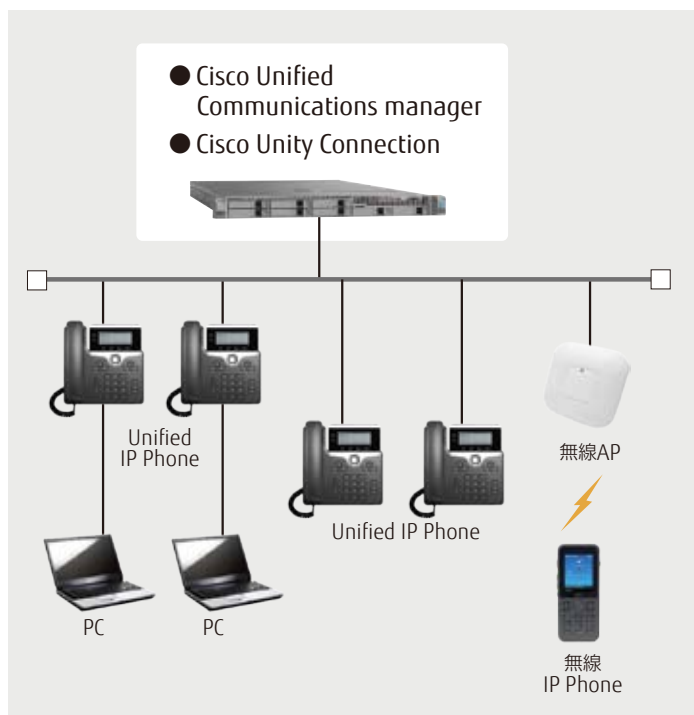 ● Cisco Unified
Communications manager
● Cisco Unity Connection
Unified
IP Phone
Unified IP Phone
無線AP
PC
PC
無線
IP Phone